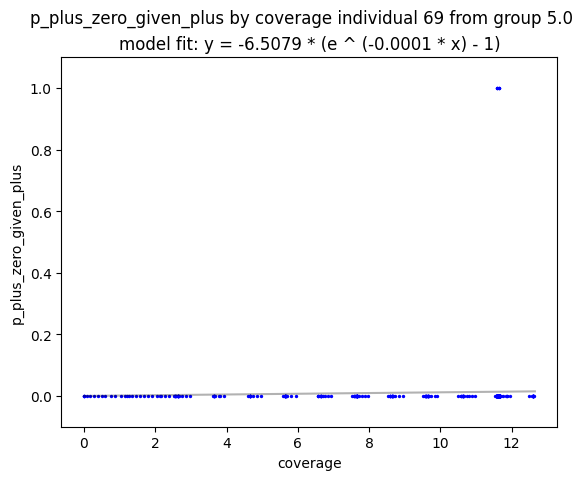 p_plus_zero_given_plus by coverage individual 69 from group 5.0
model fit: y = -6.5079 * (e ^ (-0.0001 * x) - 1)
1.0
0.8
0.6
0.4
0.2
0.0
p_plus_zero_given_plus
0 2 4 6 8 10 12
coverage